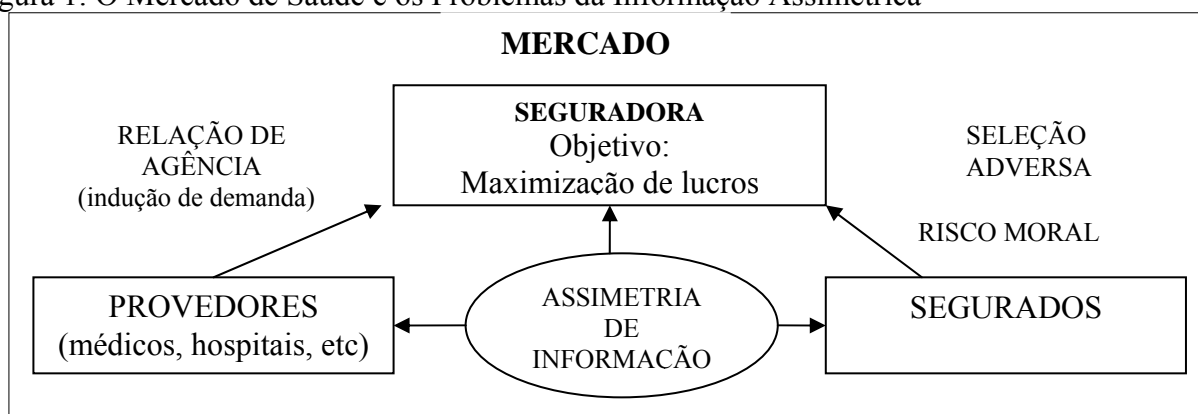 gura 1: O Mercado de Saúde e os Problemas da Informação Assimétrica
MERCADO
RELAÇÃO DE
AGÊNCIA
(indução de demanda)
SEGURADORA
Objetivo:
Maximização de lucros
SELEÇÃO
ADVERSA
RISCO MORAL
PROVEDORES
(médicos, hospitais, etc)
ASSIMETRIA
DE
INFORMACÃO
SEGURADOS